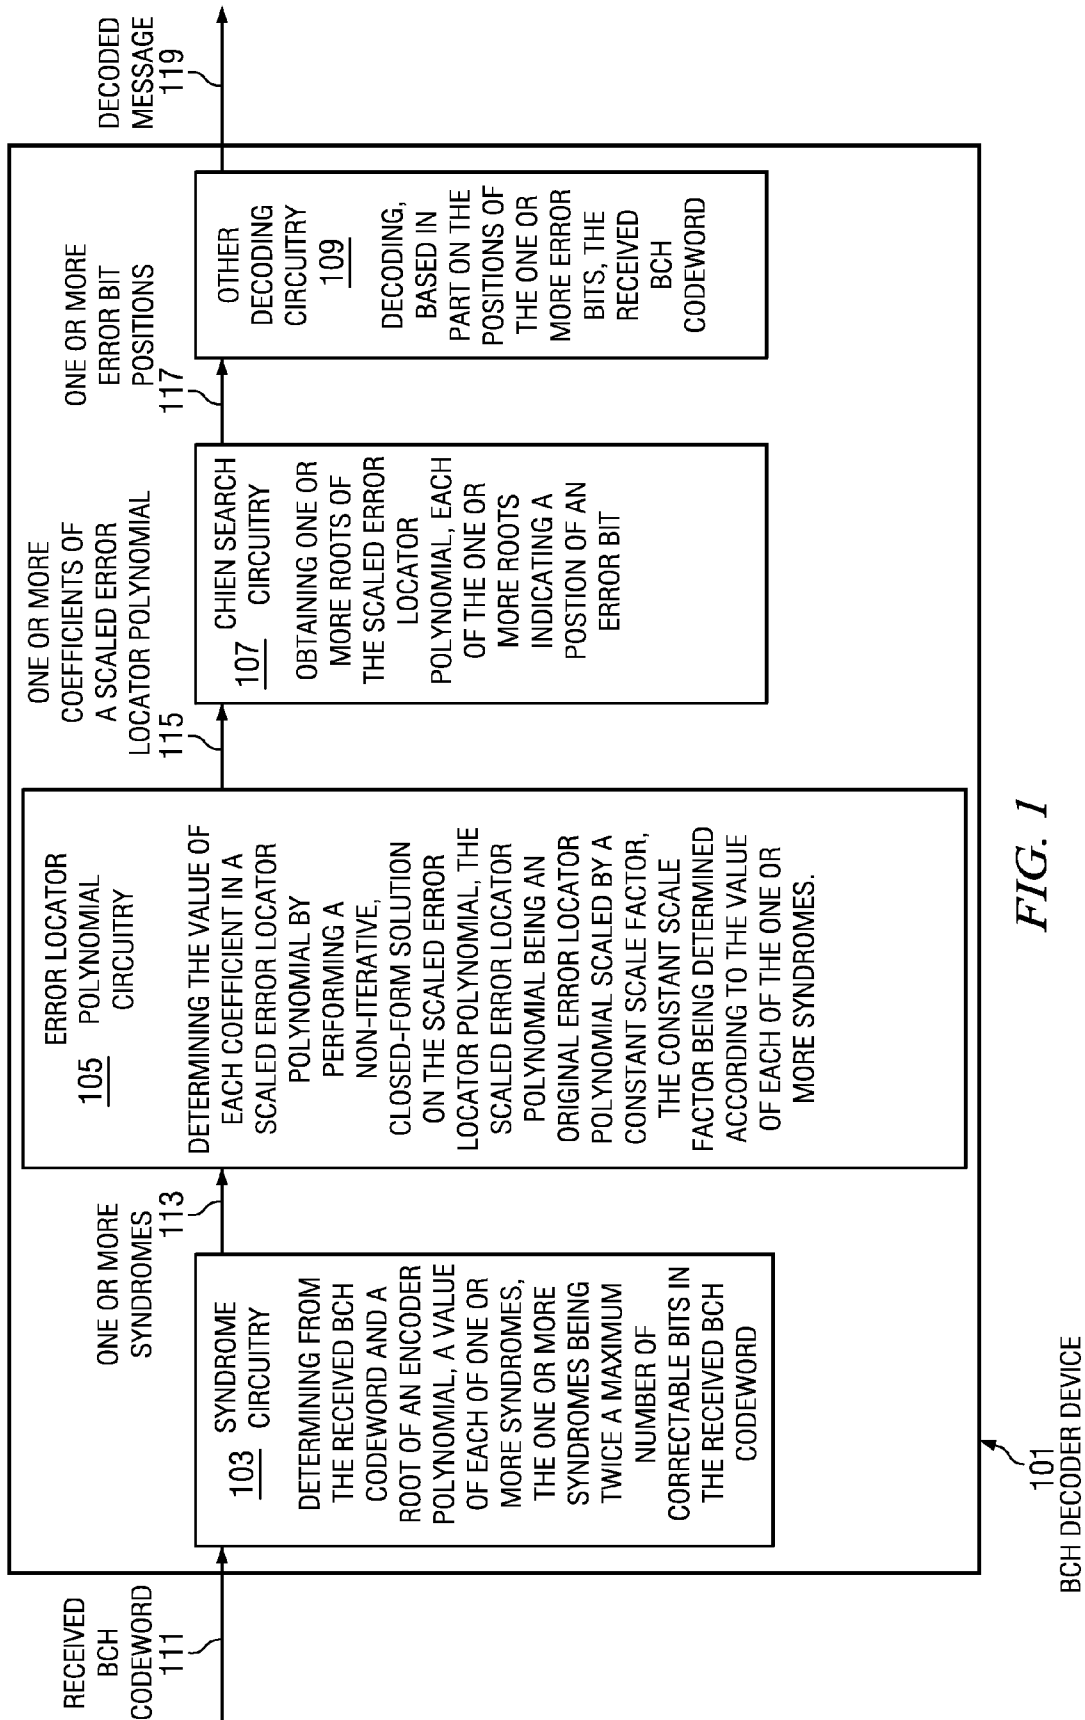 RECEIVED
BCH
CODEWORD
111
SYNDROME
103 CIRCUITRY
DETERMINING FROM
THE RECEIVED BCH
CODEWORD AND A
ROOT OF AN ENCODER
POLYNOMIAL, A VALUE
OF EACH OF ONE OR
MORE SYNDROMES,
THE ONE OR MORE
SYNDROMES BEING
TWICE A MAXIMUM
NUMBER OF
CORRECTABLE BITS IN
THE RECEIVED BCH
CODEWORD
ONE OR MORE
SYNDROMES
113
ERROR LOCATOR
105 POLYNOMIAL
CIRCUITRY
DETERMINING THE VALUE OF
EACH COEFFICIENT IN A
SCALED ERROR LOCATOR
POLYNOMIAL BY
PERFORMING A
NON-ITERATIVE,
CLOSED-FORM SOLUTION
ON THE SCALED ERROR
LOCATOR POLYNOMIAL, THE
SCALED ERROR LOCATOR
POLYNOMIAL BEING AN
ORIGINAL ERROR LOCATOR
POLYNOMIAL SCALED BY A
CONSTANT SCALE FACTOR,
THE CONSTANT SCALE
FACTOR BEING DETERMINED
ACCORDING TO THE VALUE
OF EACH OF THE ONE OR
MORE SYNDROMES.
ONE OR MORE
COEFFICIENTS OF
A SCALED ERROR
LOCATOR POLYNOMIAL
115
CHIEN SEARCH
107 CIRCUITRY
OBTAINING ONE OR
MORE ROOTS OF
THE SCALED ERROR
LOCATOR
POLYNOMIAL, EACH
OF THE ONE OR
MORE ROOTS
INDICATING A
POSTION OF AN
ERROR BIT
ONE OR MORE
ERROR BIT
POSITIONS
117
OTHER
DECODING
CIRCUITRY
109
DECODING,
BASED IN
PART ON THE
POSITIONS OF
THE ONE OR
MORE ERROR
BITS, THE
RECEIVED
BCH
CODEWORD
DECODED
MESSAGE
119
101
BCH DECODER DEVICE
FIG. 1